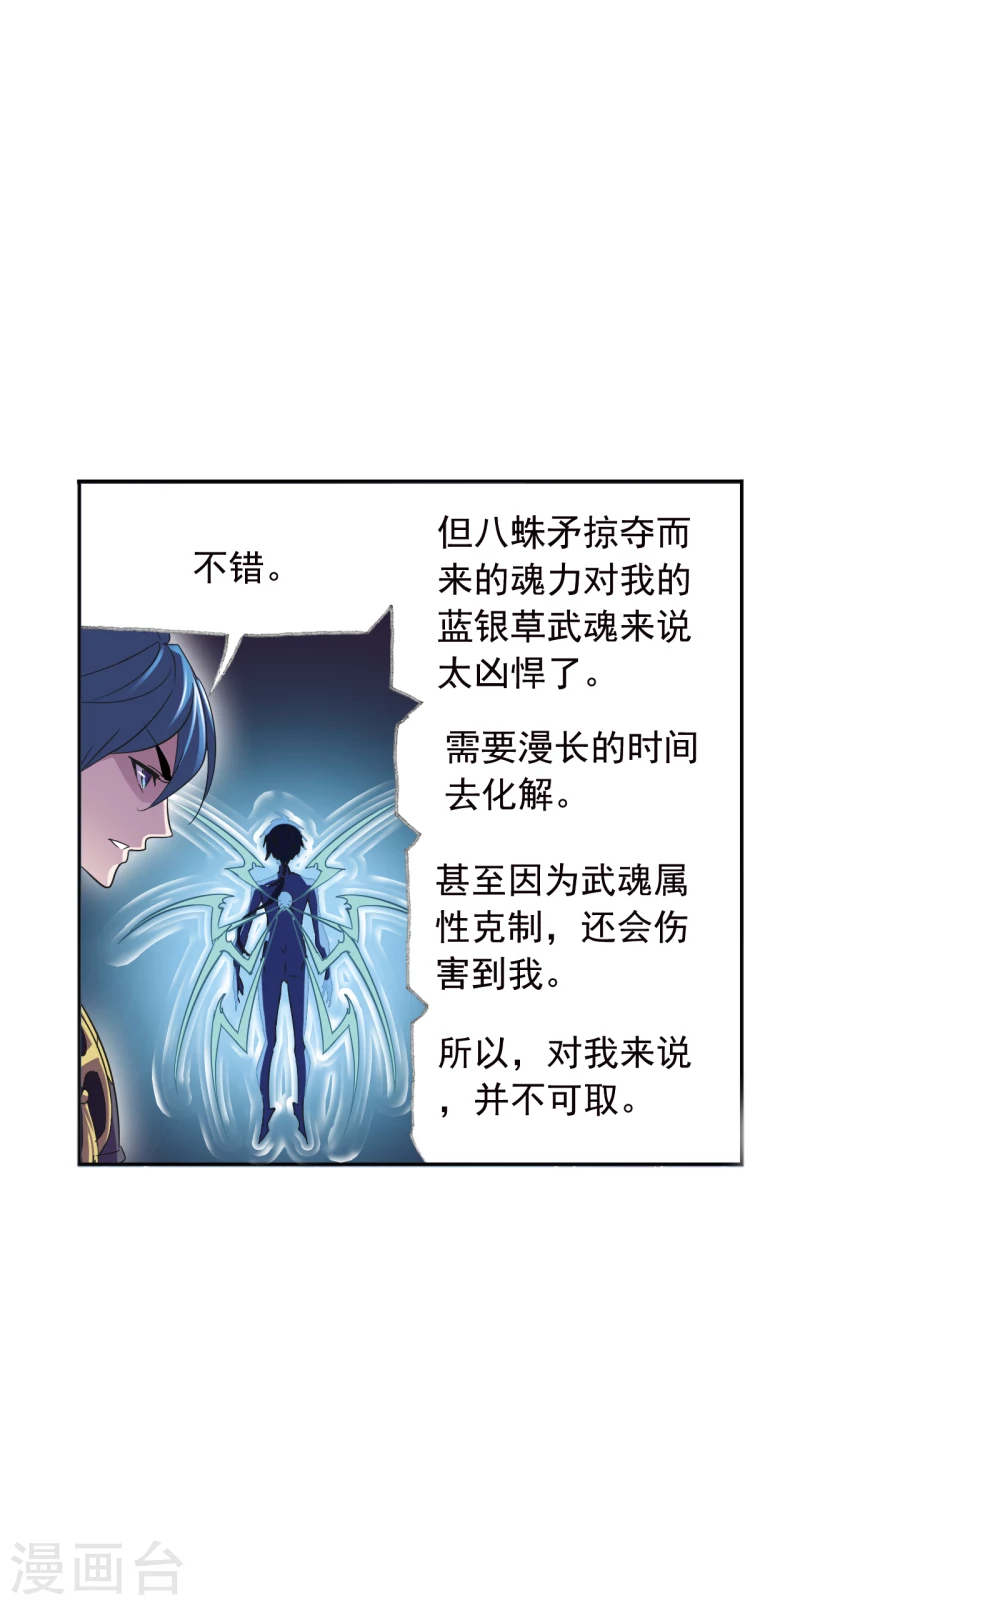 不错。
但八蛛矛掠夺而
来的魂力对我的
蓝银草武魂来说
太凶悍了。
需要漫长的时间
去化解。
甚至因为武魂属
性克制，还会伤
害到我。
所以，对我来说
，并不可取。
漫画台